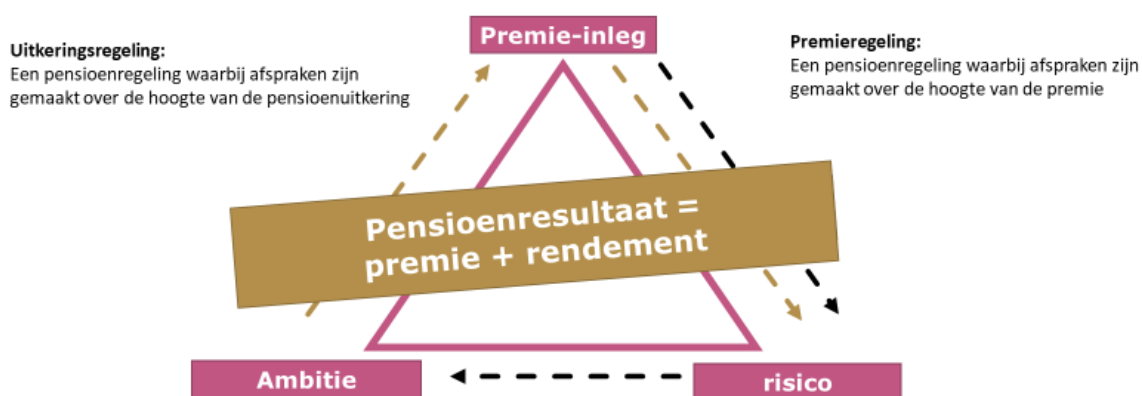 Premie-inleg
Uitkeringsregeling:
Een pensioenregeling waarbij afspraken zijn
gemaakt over de hoogte van de pensioenuitkering
Premieregeling:
Een pensioenregeling waarbij afspraken zijn
gemaakt over de hoogte van de premie
Pensioenresultaat =
premie + rendement
Ambitie
risico